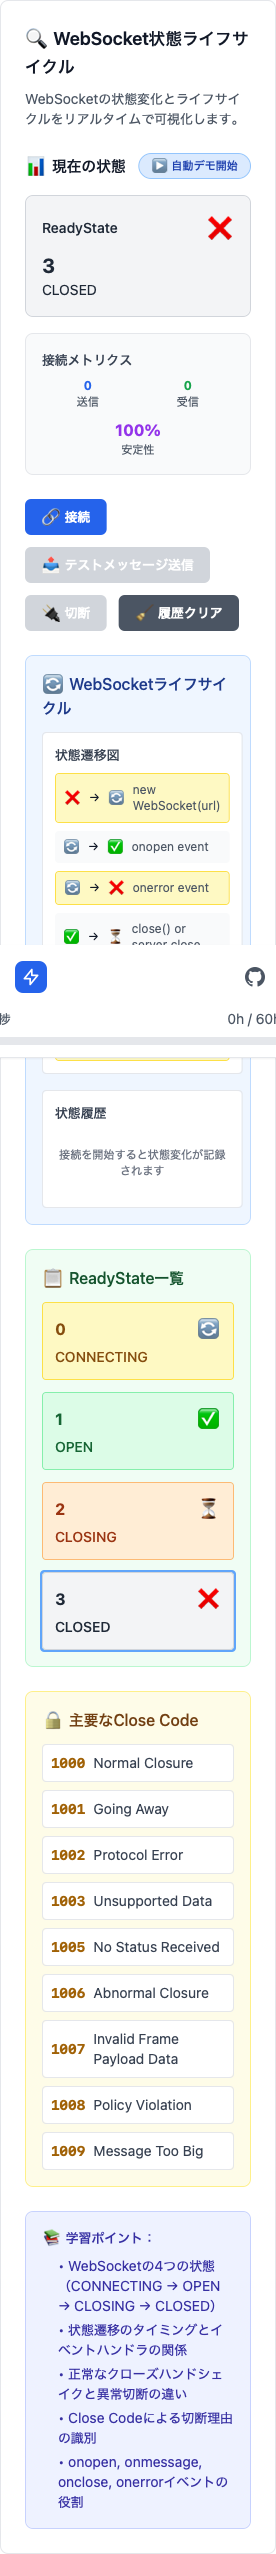 🔍 WebSocket状態ライフサ
イクル
WebSocketの状態変化とライフサイ
クルをリアルタイムで可視化します。
📊 現在の状態
▶️ 自動デモ開始
ReadyState
3
CLOSED
接続メトリクス
0 0
送信 受信
100%
安定性
🔗 接続
📤 テストメッセージ送信
🔌 切断
🧹 履歴クリア
🔄 WebSocketライフサイ
クル
状態遷移図
❌ → 🔄 new
WebSocket(url)
🔄 → ✅ onopen event
🔄 → ❌ onerror event
✅ → ⏳ close() or
server close
捗 0h / 60h
状態履歴
接続を開始すると状態変化が記録
されます
📋 ReadyState一覧
0
CONNECTING
1
OPEN
2
CLOSING
3
CLOSED
🔒 主要なClose Code
1000 Normal Closure
1001 Going Away
1002 Protocol Error
1003 Unsupported Data
1005 No Status Received
1006 Abnormal Closure
1007 Invalid Frame
Payload Data
1008 Policy Violation
1009 Message Too Big
📚 学習ポイント：
• WebSocketの4つの状態
（CONNECTING → OPEN
→ CLOSING → CLOSED）
• 状態遷移のタイミングとイ
ベントハンドラの関係
• 正常なクローズハンドシェ
イクと異常切断の違い
• Close Codeによる切断理由
の識別
• onopen, onmessage,
onclose, onerrorイベントの
役割